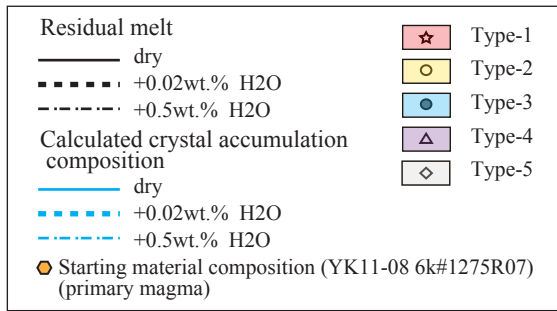 Residual melt
dry
+0.02wt.% H2O
+0.5wt.% H2O
Calculated crystal accumulation
composition
dry
+0.02wt.% H2O
+0.5wt.% H2O
Starting material composition (YK11-08 6k#1275R07)
(primary magma)
Type-1
Type-2
Type-3
Type-4
Type-5